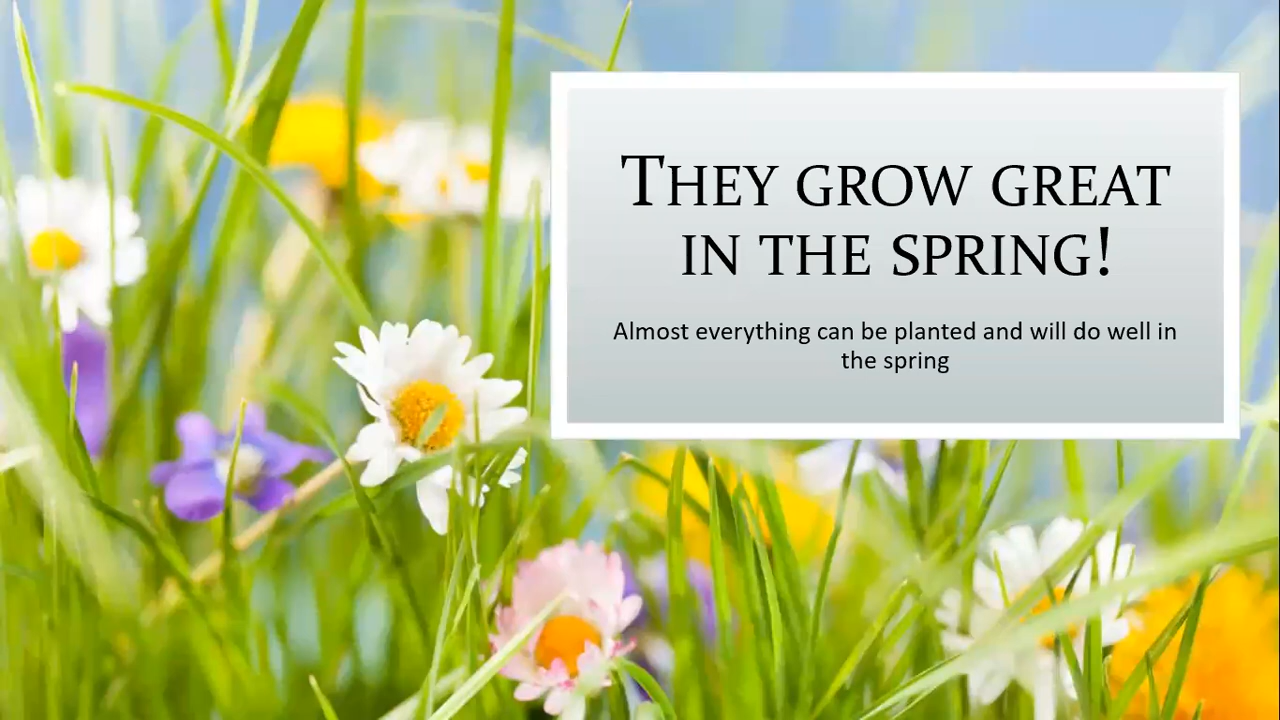 They grow great
in the spring!
Almost everything can be planted and will do well in
the spring